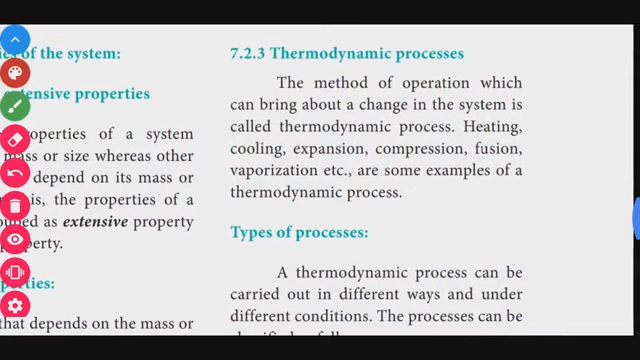 ies of the system:
extensive properties
roperties of a system
mass or size whereas other
depend on its mass or
is, the properties of a
ouped as extensive property
property.
perties:
that depends on the mass or
7.2.3 Thermodynamic processes
The method of operation which
can bring about a change in the system is
called thermodynamic process. Heating,
cooling, expansion, compression, fusion,
vaporization etc., are some examples of a
thermodynamic process.
Types of processes:
A thermodynamic process can be
carried out in different ways and under
different conditions. The processes can be